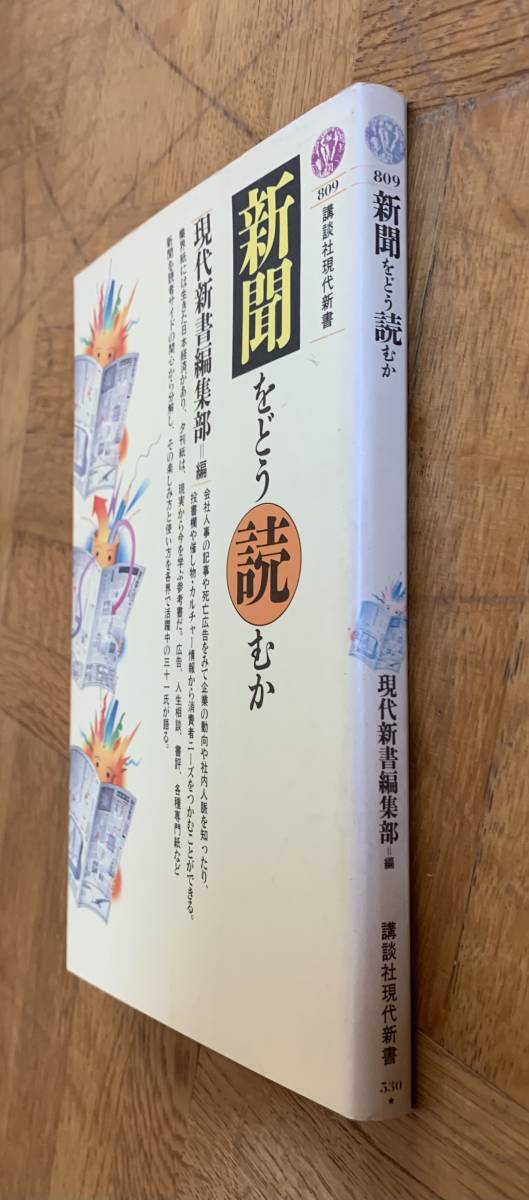 809
講談社現代新書
新聞をどう読むか
現代新書編集部=編
会社人事の記事や死亡広告をみて企業の動向や社内人脈を知ったり、
投書欄や催し物・カルチャー情報から消費者ニーズをつかむことができる。
業界紙には生きた日本経済があり、夕刊紙は、現実から今を学ぶ参考書だ。広告、人生相談、書評、各種専門紙など
新聞を読者サイドの関心から分解し、その楽しみ方と使い方を各界で活躍中の三十一氏が語る。
809
新聞をどう読むか
現代新書編集部=編
講談社現代新書
530